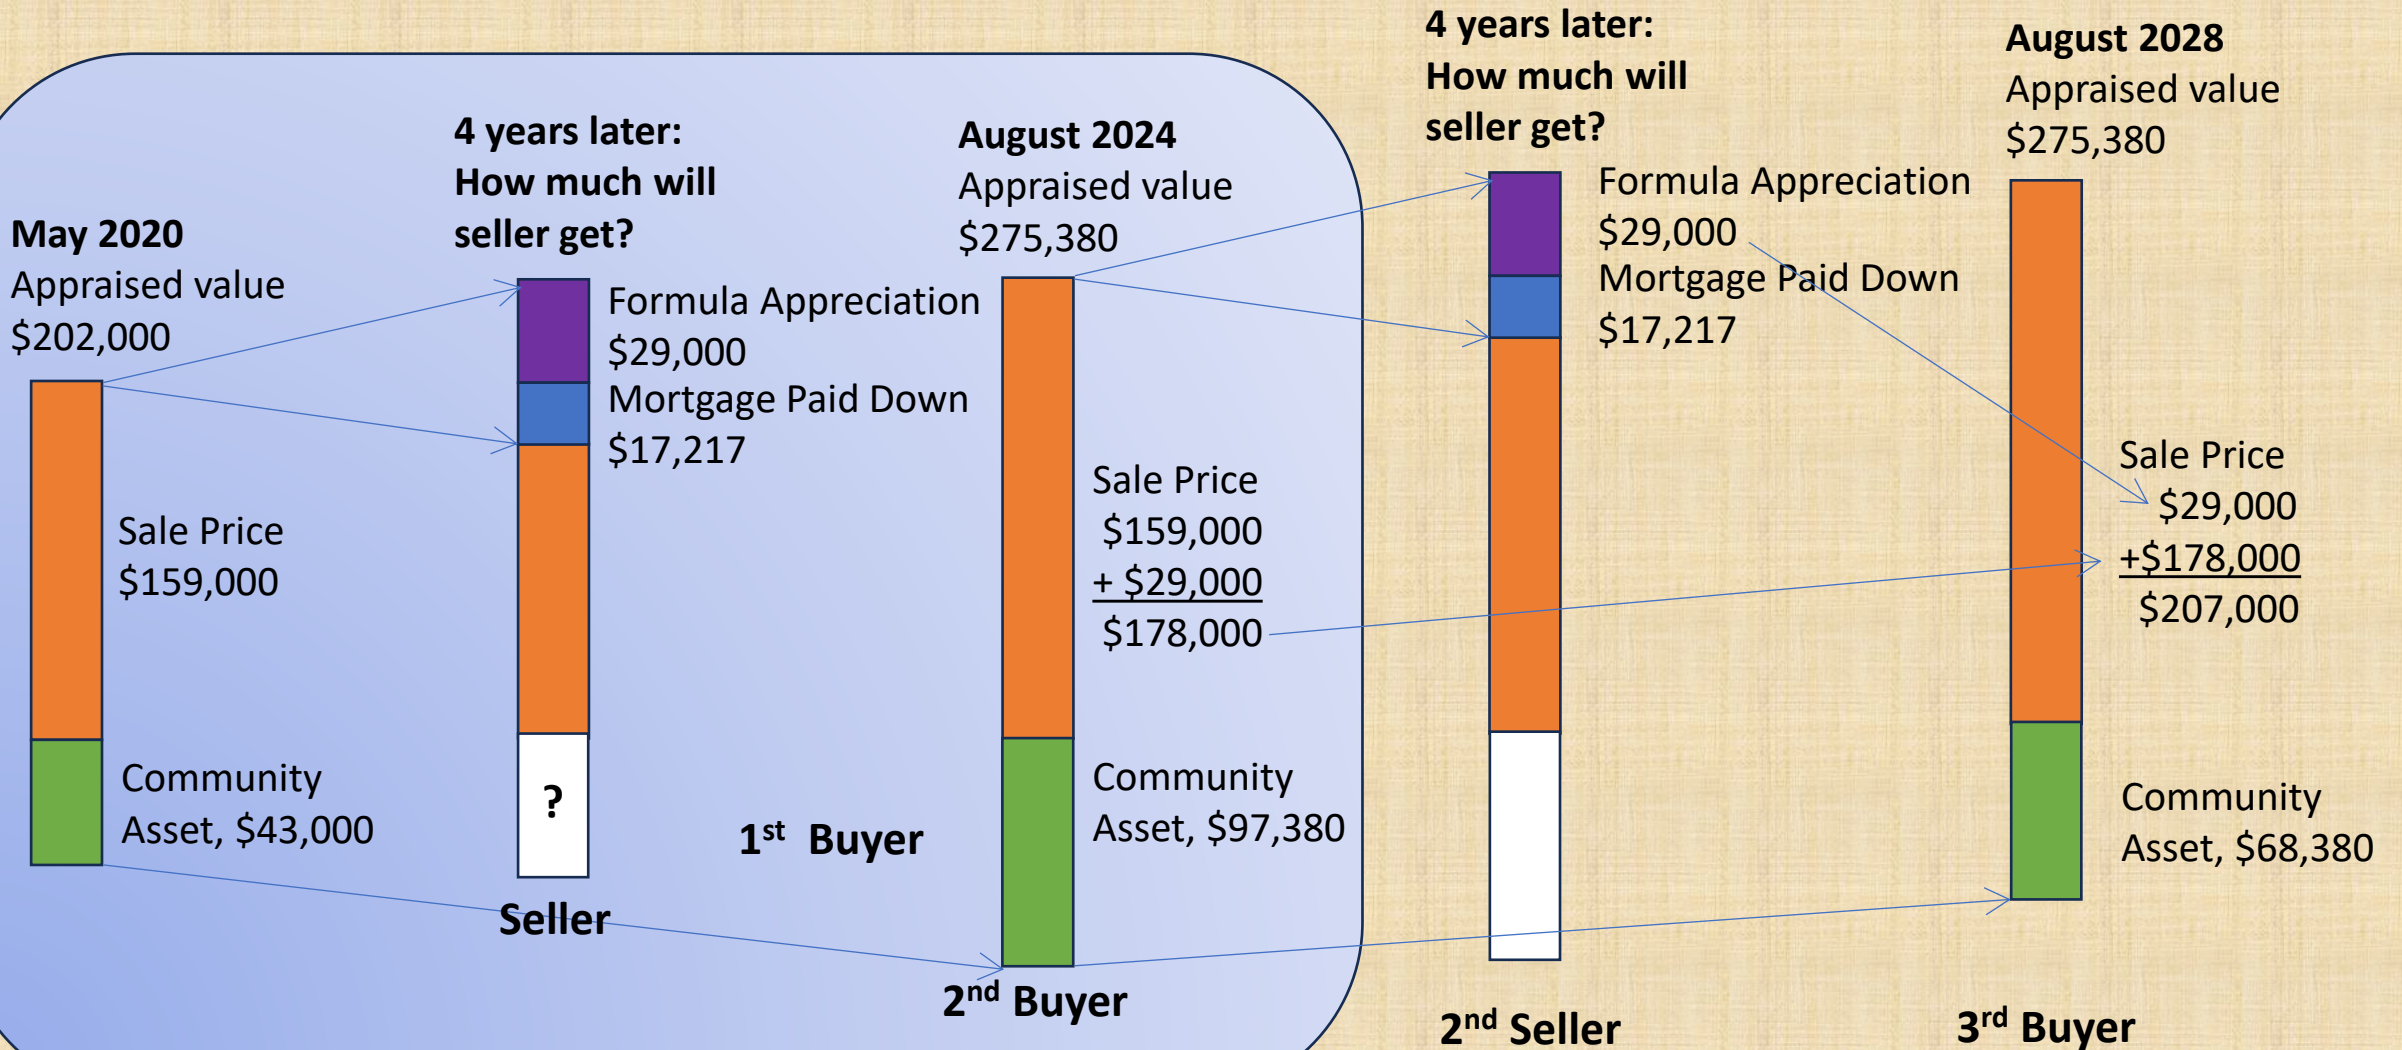 May 2020
Appraised value
$202,000
Sale Price
$159,000
Community
Asset, $43,000
4 years later:
How much will
seller get?
Formula Appreciation
$29,000
Mortgage Paid Down
$17,217
?
Seller
1st Buyer
August 2024
Appraised value
$275,380
Sale Price
$159,000
+ $29,000
$178,000
Community
Asset, $97,380
2nd Buyer
4 years later:
How much will
seller get?
Formula Appreciation
$29,000
Mortgage Paid Down
$17,217
2nd Seller
August 2028
Appraised value
$275,380
Sale Price
$29,000
+$178,000
$207,000
Community
Asset, $68,380
3rd Buyer